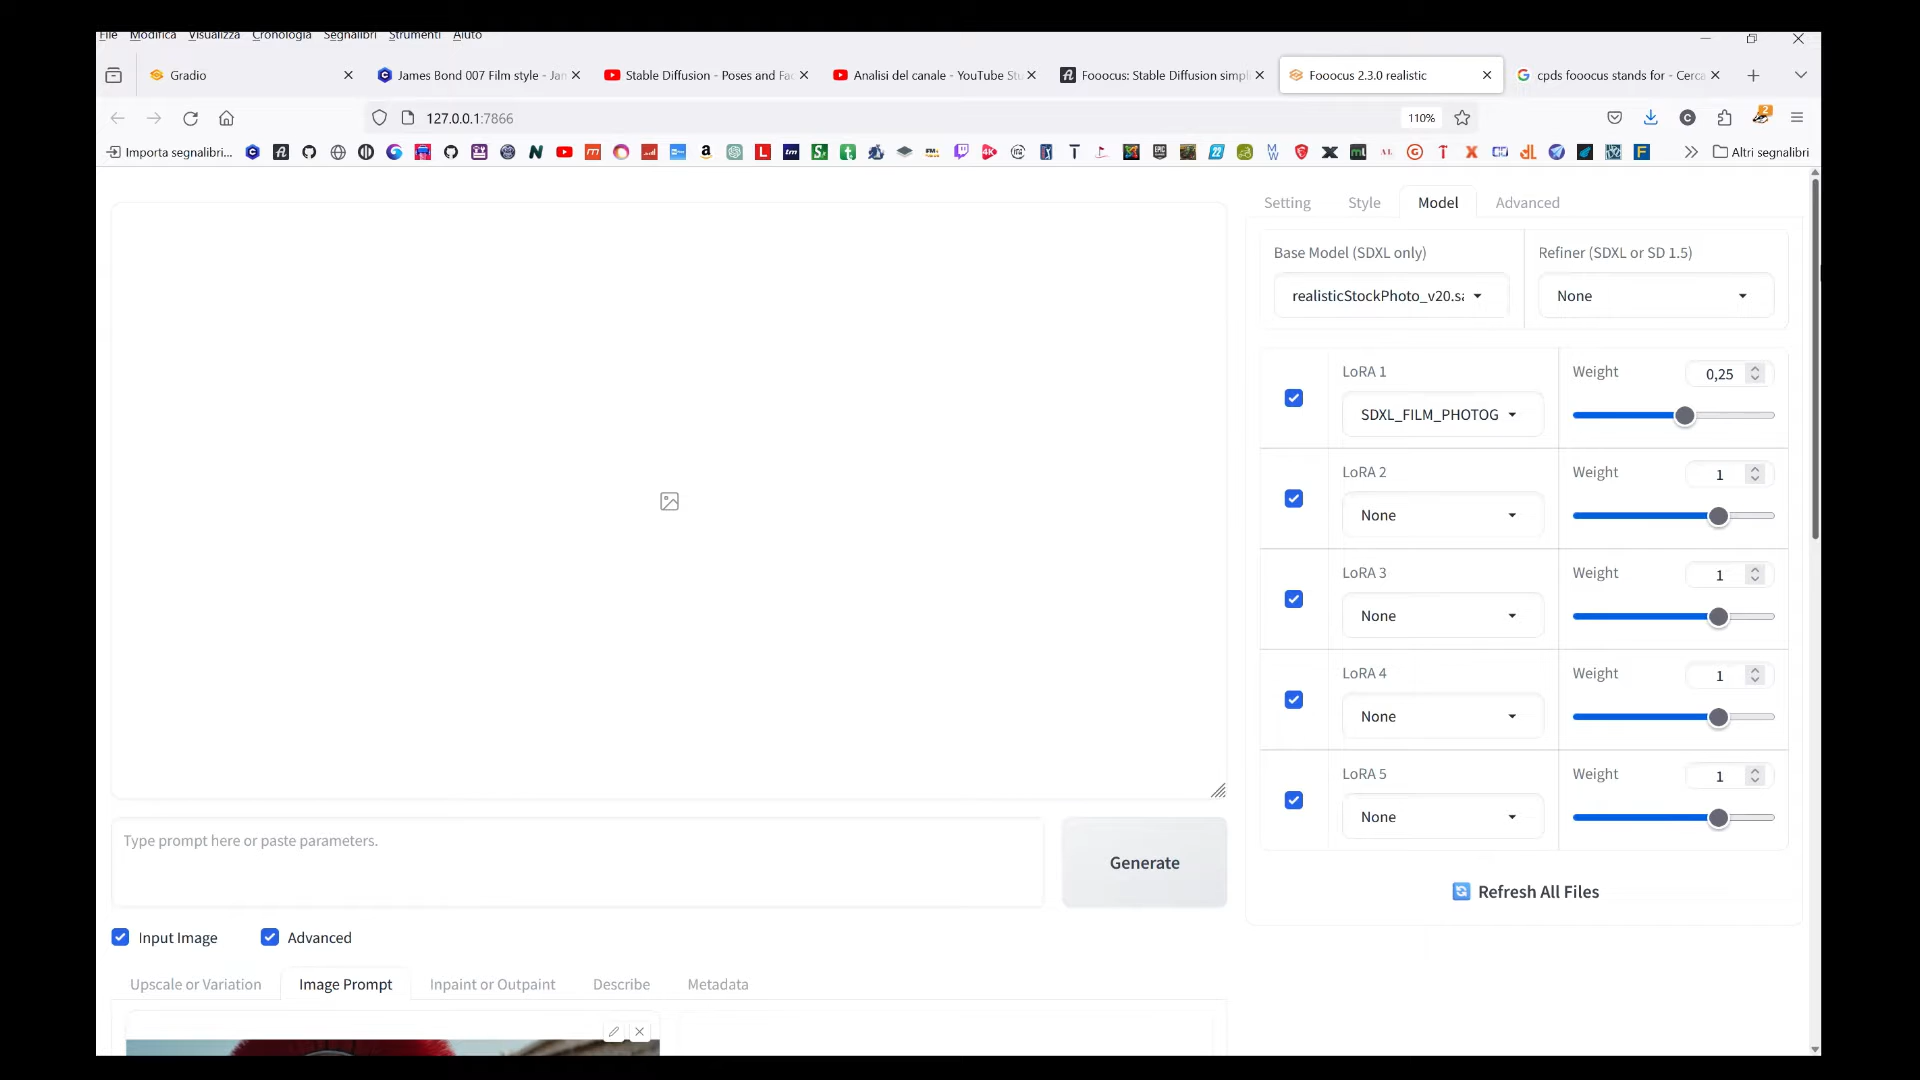 File Modifica Visualizza Cronologia Segnalibri Strumenti Aiuto
Gradio
James Bond 007 Film style - Jan
Stable Diffusion - Poses and Fac
Analisi del canale - YouTube Stu
Fooocus: Stable Diffusion simpl
Fooocus 2.3.0 realistic
cpds fooocus stands for - Cerca
127.0.0.1:7866
110%
2
Importa segnalibri...
Altri segnalibri
Setting Style Model Advanced
Base Model (SDXL only)
Refiner (SDXL or SD 1.5)
realisticStockPhoto_v20.sa
None
LoRA 1
Weight
0,25
SDXL_FILM_PHOTOG
LoRA 2
Weight
1
None
LoRA 3
Weight
1
None
LoRA 4
Weight
1
None
LoRA 5
Weight
1
None
Refresh All Files
Type prompt here or paste parameters.
Generate
Input Image
Advanced
Upscale or Variation
Image Prompt
Inpaint or Outpaint
Describe
Metadata